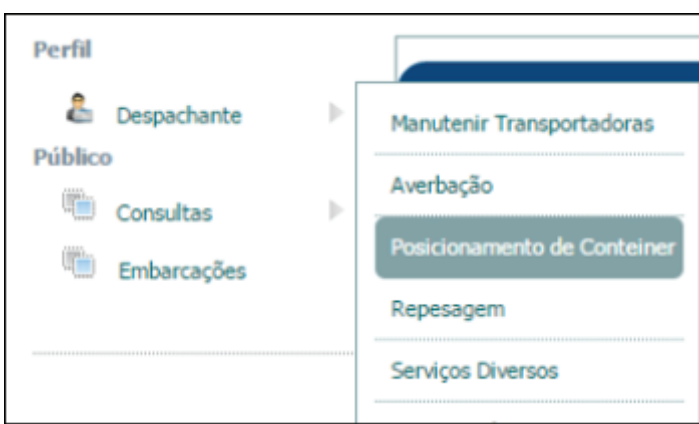 Perfil
Despachante
Público
Consultas
Embarcações
Manutenir Transportadoras
Averbação
Posicionamento de Conteiner
Repesagem
Serviços Diversos